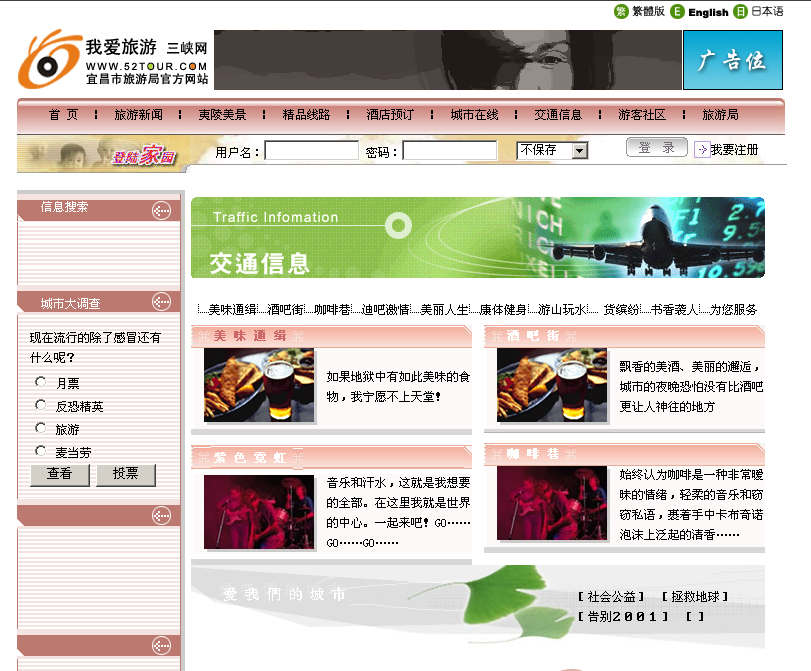 繁 繁體版 E English 日 日本语
我爱旅游 三峡网
WWW.52TOUR.COM
宜昌市旅游局官方网站
广告位
首 页 旅游新闻 夷陵美景 精品线路 酒店预订 城市在线 交通信息 游客社区 旅游局
登陆家园 用户名： 密码： 不保存 登 录 我要注册
信息搜索
城市大调查
现在流行的除了感冒还有
什么呢？
月票
反恐精英
旅游
麦当劳
查看 投票
Traffic Infomation
交通信息
美味通缉 酒吧街 咖啡巷 迪吧激情 美丽人生 康体健身 游山玩水 货缤纷 书香袭人 为您服务
美味通缉
如果地狱中有如此美味的食
物，我宁愿不上天堂！
酒吧街
飘香的美酒、美丽的邂逅，
城市的夜晚恐怕没有比酒吧
更让人神往的地方
紫色霓虹
音乐和汗水，这就是我想要
的全部。在这里我就是世界
的中心。一起来吧！GO……
GO……GO……
咖啡巷
始终认为咖啡是一种非常暧
昧的情绪，轻柔的音乐和窃
窃私语，裹着手中卡布奇诺
泡沫上泛起的清香……
愛我們的城市
[ 社会公益 ] [ 拯救地球 ]
[ 告别2001 ] [ ]